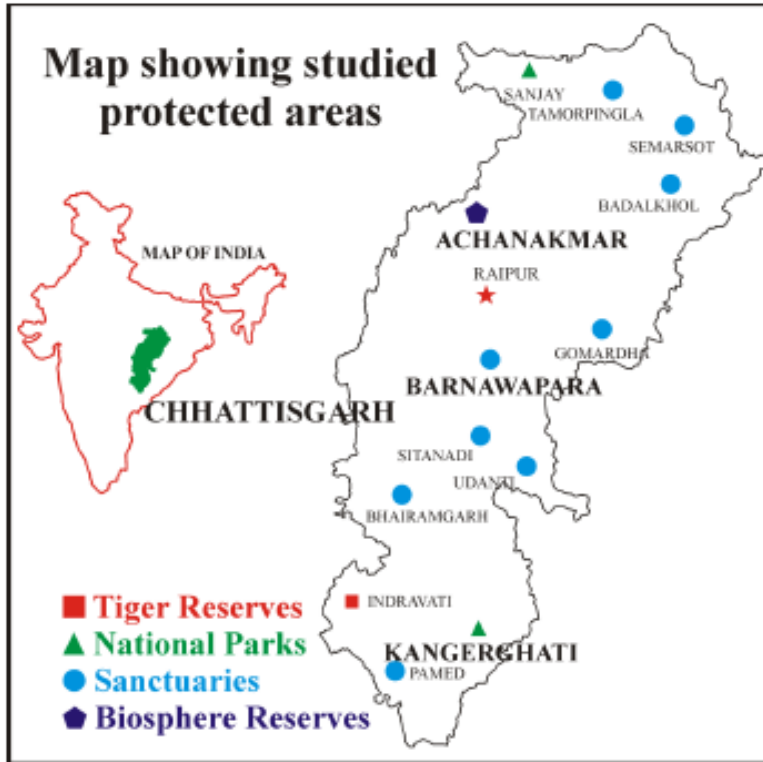 Map showing studied
protected areas
SANJAY
TAMORPINGLA
SEMARSOT
BADALKHOL
ACHANAKMAR
MAP OF INDIA
RAIPUR
GOMARDHA
BARNAWAPARA
CHHATTISGARH
SITANADI
UDANTI
BHAIRAMGARH
INDRAVATI
KANGERGHATI
PAMED
Tiger Reserves
National Parks
Sanctuaries
Biosphere Reserves